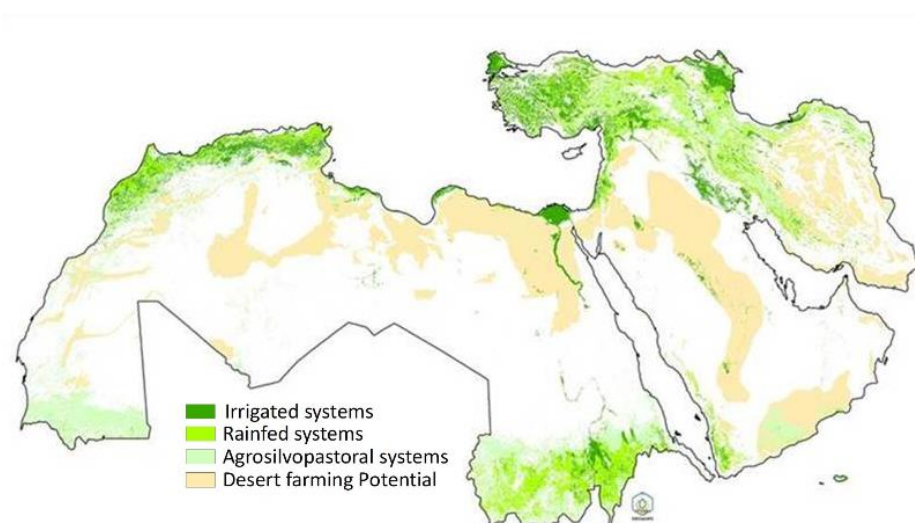 Irrigated systems
Rainfed systems
Agrosilvopastoral systems
Desert farming Potential